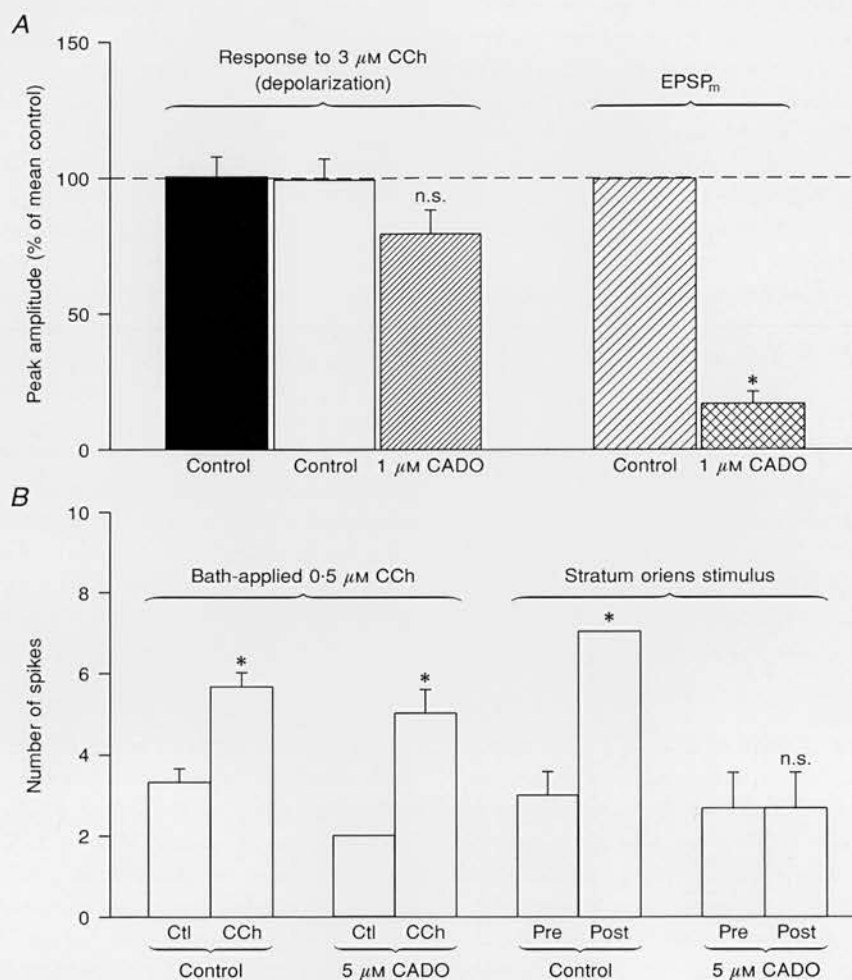 A
150
100
50
0
Peak amplitude (% of mean control)
Response to 3 μM CCh
(depolarization)
EPSPm
n.s.
*
Control
Control
1 μM CADO
Control
1 μM CADO
B
10
8
6
4
2
0
Number of spikes
Bath-applied 0·5 μM CCh
Stratum oriens stimulus
*
*
*
n.s.
Ctl CCh
Ctl CCh
Pre Post
Pre Post
Control
5 μM CADO
Control
5 μM CADO